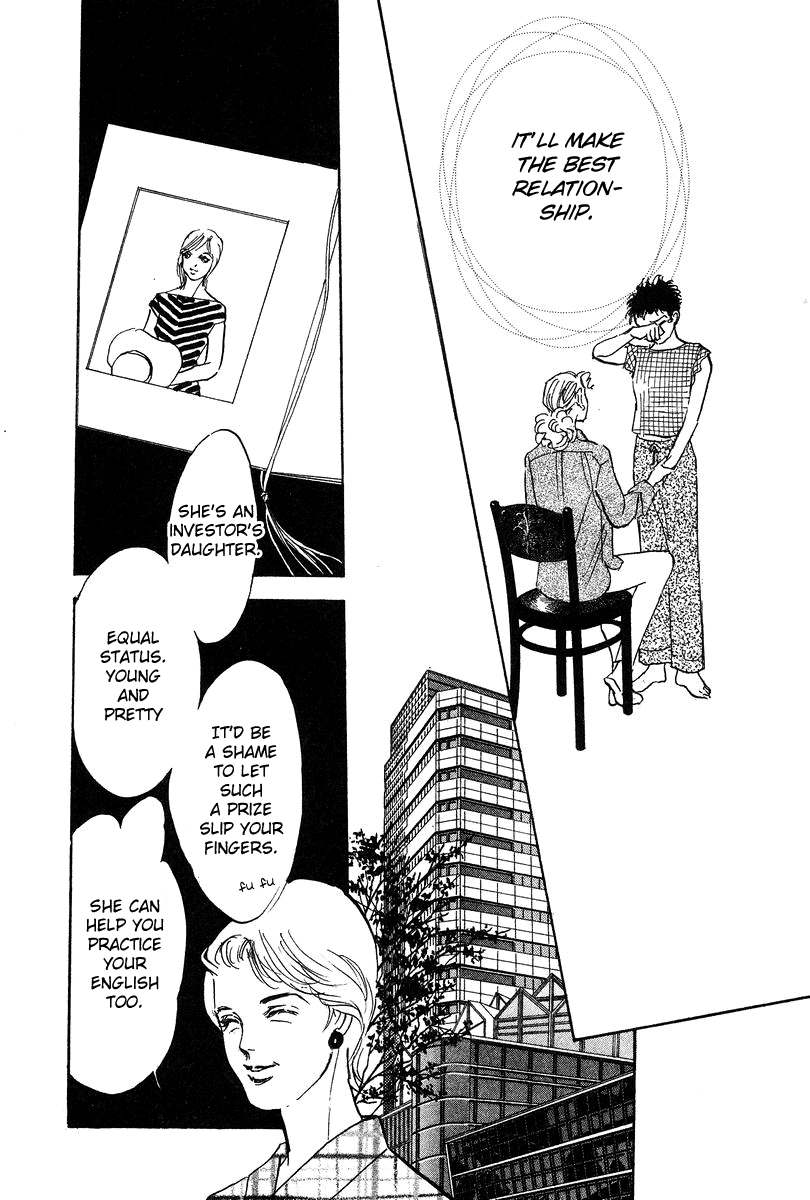 IT'LL MAKE
THE BEST
RELATION-
SHIP.
SHE'S AN
INVESTOR'S
DAUGHTER.
EQUAL
STATUS.
YOUNG
AND
PRETTY
IT'D BE
A SHAME
TO LET
SUCH
A PRIZE
SLIP YOUR
FINGERS.
fu fu
SHE CAN
HELP YOU
PRACTICE
YOUR
ENGLISH
TOO.